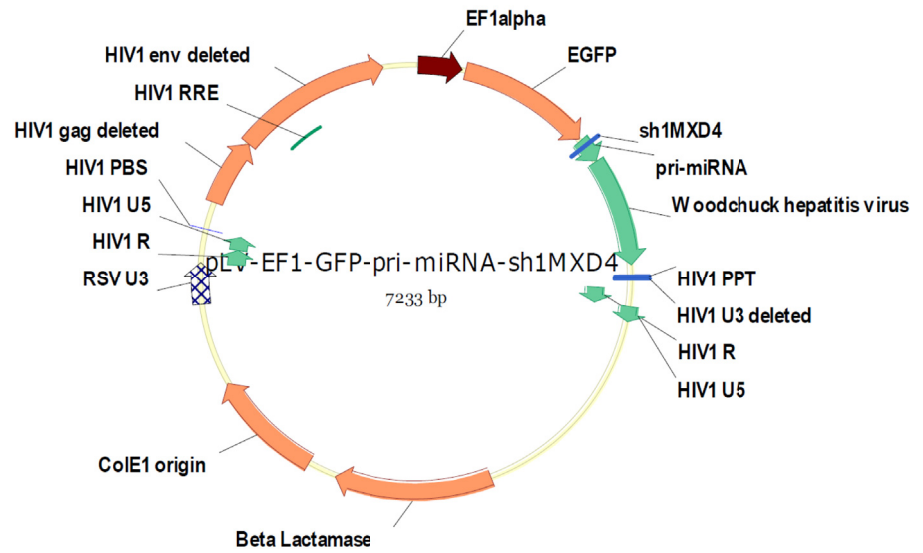 EF1alpha
HIV1 env deleted
EGFP
HIV1 RRE
HIV1 gag deleted
sh1MXD4
HIV1 PBS
pri-miRNA
HIV1 U5
Woodchuck hepatitis virus
HIV1 R
pLV-EF1-GFP-pri-miRNA-sh1MXD4
RSV U3
HIV1 PPT
7233 bp
HIV1 U3 deleted
HIV1 R
HIV1 U5
ColE1 origin
Beta Lactamase